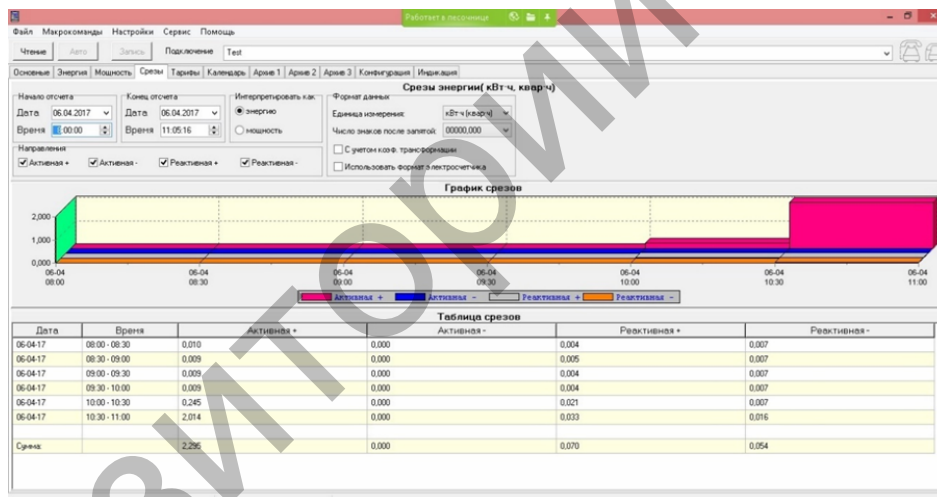 Работает в песочнице
Файл Макрокоманды Настройки Сервис Помощь
Чтение Авто Запись Подключение Test
Основные Энергия Мощность Срезы Тарифы Календарь Архив 1 Архив 2 Архив 3 Конфигурация Индикация
Срезы энергии( кВт·ч, квар·ч)
Начало отсчета Конец отсчета Интерпретировать как Формат данных
Дата 06.04.2017 Дата 06.04.2017 энергию Единица измерения: кВт·ч (квар·ч)
Время :00:00 Время 11:05:16 мощность Число знаков после запятой: 00000,000
Направления С учетом коэф. трансформации
Активная + Активная - Реактивная + Реактивная - Использовать формат электросчетчика
График срезов
2,000
1,000
0,000
06-04 06-04 06-04 06-04 06-04 06-04 06-04
08:00 08:30 09:00 09:30 10:00 10:30 11:00
Активная + Активная - Реактивная + Реактивная -
Таблица срезов
Дата Время Активная + Активная - Реактивная + Реактивная -
06-04-17 08:00 - 08:30 0,010 0,000 0,004 0,007
06-04-17 08:30 - 09:00 0,009 0,000 0,005 0,007
06-04-17 09:00 - 09:30 0,009 0,000 0,004 0,007
06-04-17 09:30 - 10:00 0,009 0,000 0,004 0,007
06-04-17 10:00 - 10:30 0,245 0,000 0,021 0,007
06-04-17 10:30 - 11:00 2,014 0,000 0,033 0,016
Сумма: 2,295 0,000 0,070 0,054
ЗИТОРИЙ